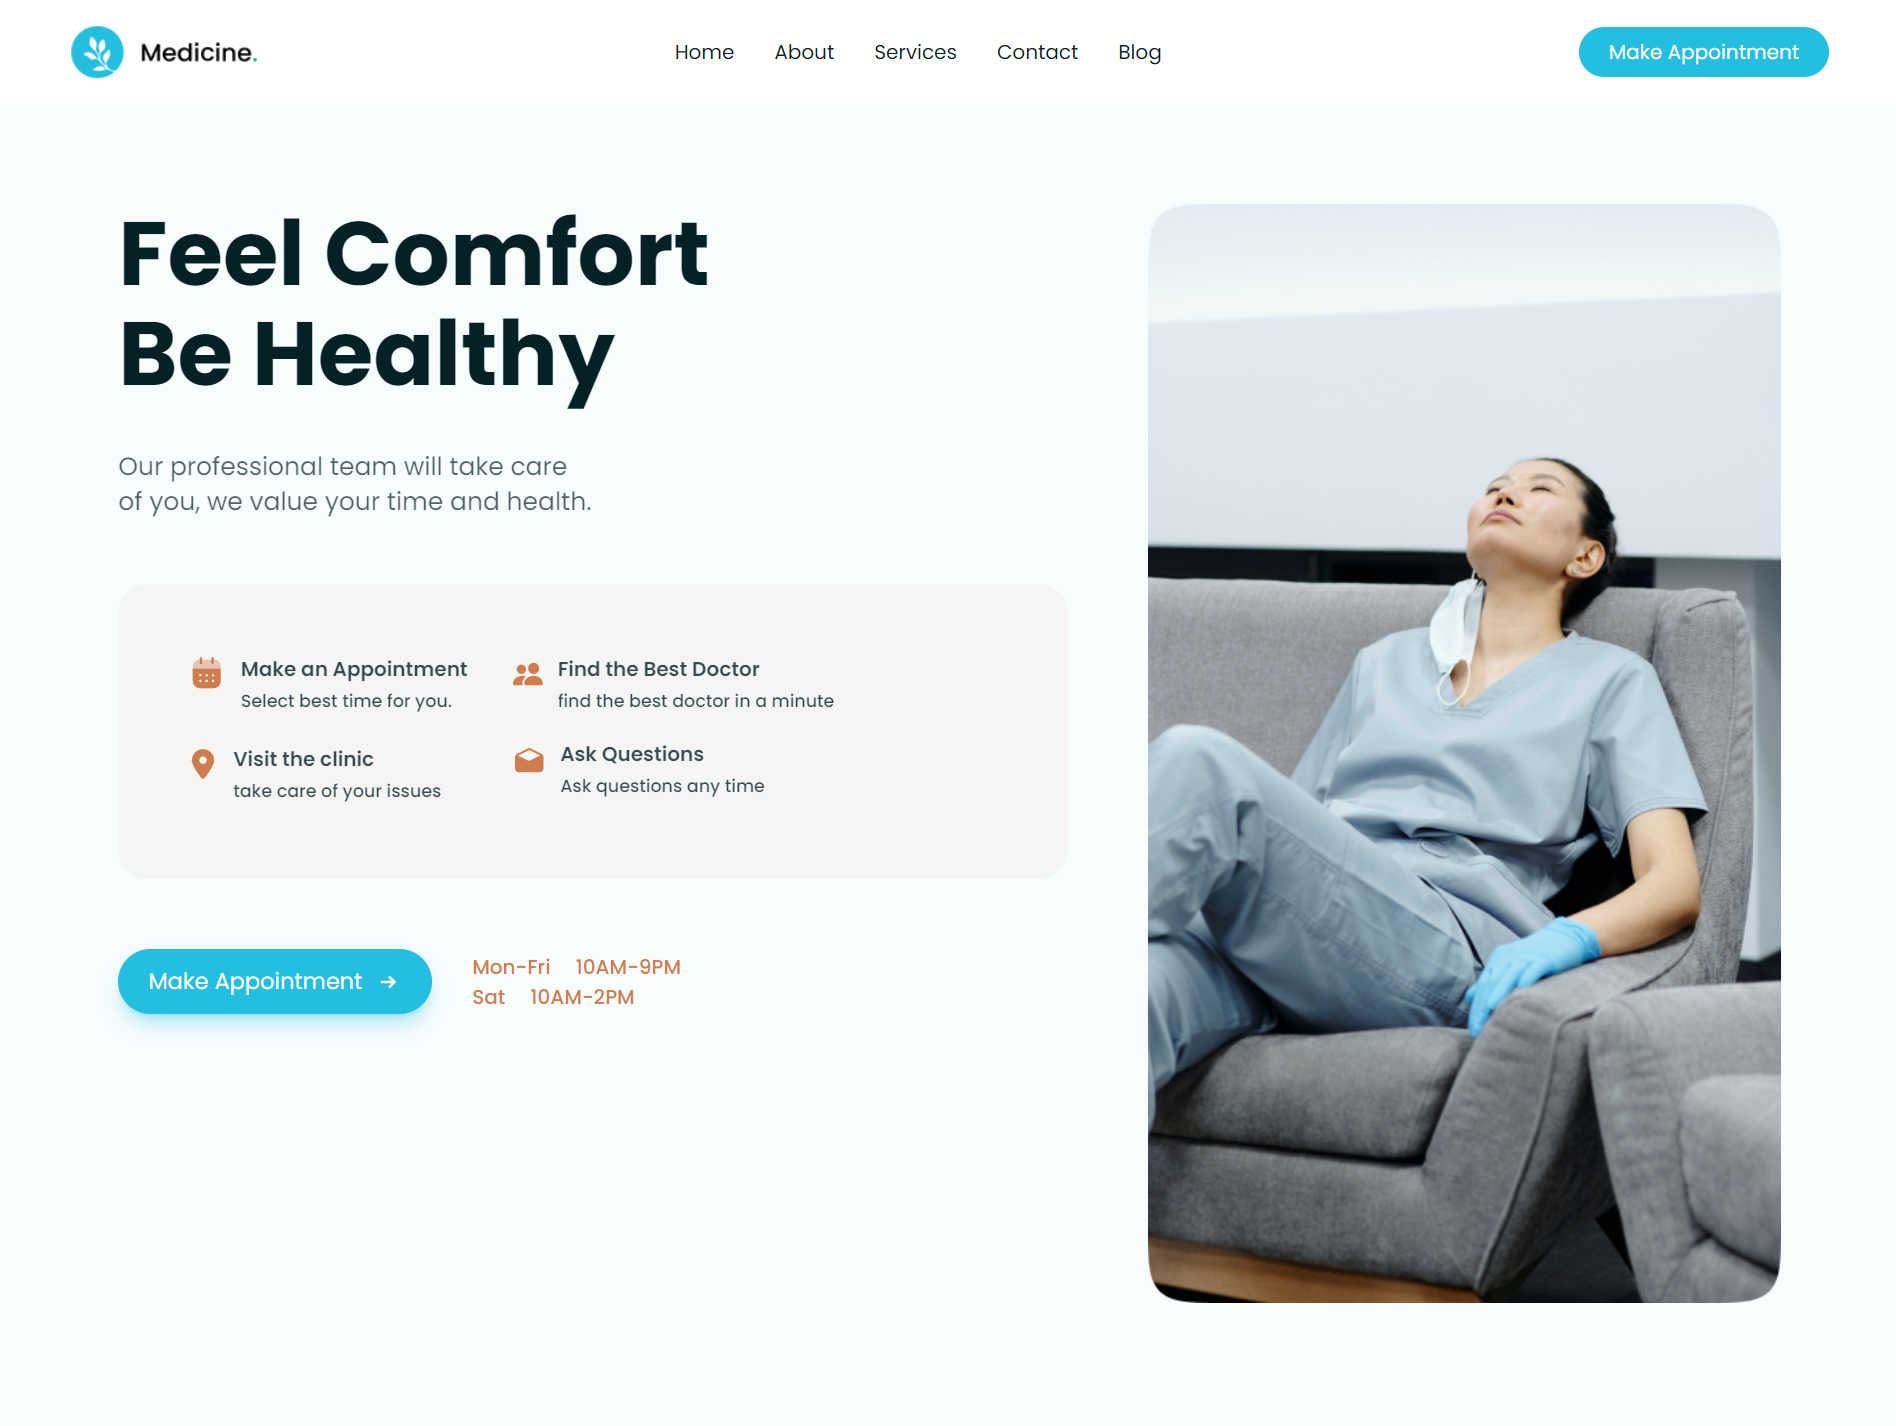 Medicine.
Home About Services Contact Blog
Make Appointment
Feel Comfort
Be Healthy
Our professional team will take care
of you, we value your time and health.
Make an Appointment
Select best time for you.
Find the Best Doctor
find the best doctor in a minute
Visit the clinic
take care of your issues
Ask Questions
Ask questions any time
Make Appointment
Mon-Fri 10AM-9PM
Sat 10AM-2PM